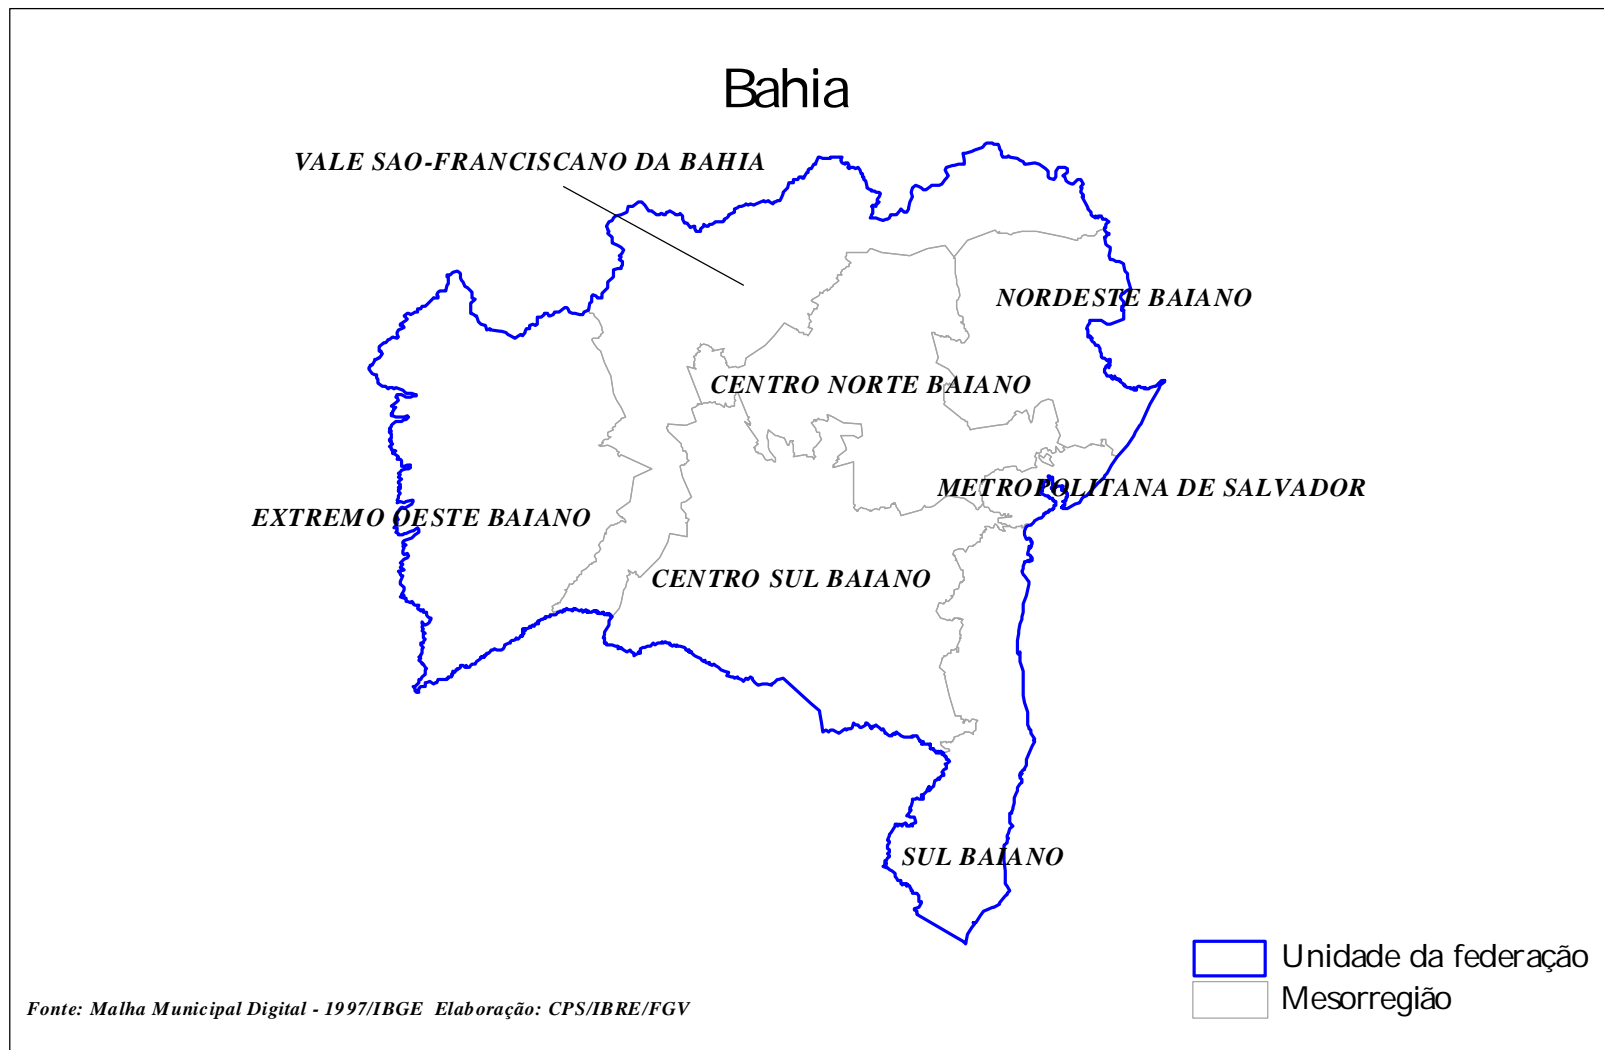 Bahia
VALE SAO-FRANCISCANO DA BAHIA
NORDESTE BAIANO
CENTRO NORTE BAIANO
METROPOLITANA DE SALVADOR
EXTREMO OESTE BAIANO
CENTRO SUL BAIANO
SUL BAIANO
Unidade da federação
Mesorregião
Fonte: Malha Municipal Digital - 1997/IBGE Elaboração: CPS/IBRE/FGV